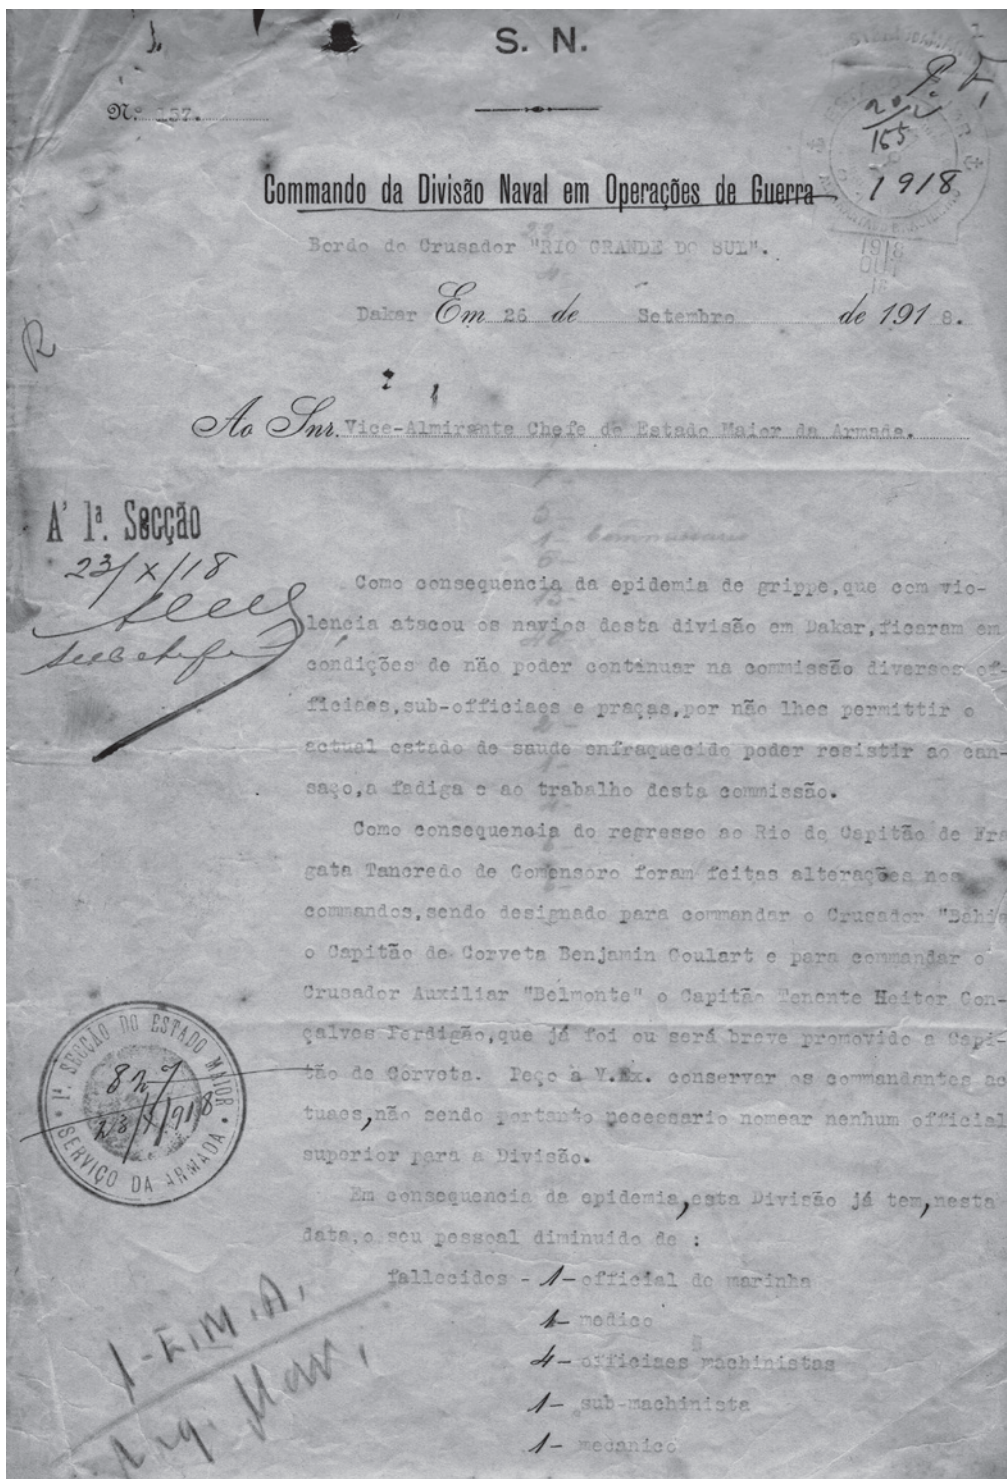 S. N.
Nº 157.
1918
Commando da Divisão Naval em Operações de Guerra
Bordo do Crusador "RIO GRANDE DO SUL".
Dakar Em 26 de Setembro de 1918.
Ao Snr. Vice-Almirante Chefe do Estado Maior da Armada.
A' 1ª. Secção
23/X/18
sub chefe
Como consequencia da epidemia de grippe,que com vio-
lencia atacou os navios desta divisão em Dakar,ficaram em
condições de não poder continuar na commissão diversos of-
ficiaes,sub-officiaes e praças,por não lhes permittir o
actual estado de saude enfraquecido poder resistir ao can-
saço,a fadiga e ao trabalho desta commissão.
Como consequencia do regresso ao Rio do Capitão de Fra
gata Tancredo de Gomensoro foram feitas alterações nos
commandos,sendo designado para commandar o Crusador "Bahia
o Capitão de Corveta Benjamin Goulart e para commandar o
Crusador Auxiliar "Belmonte" o Capitão Tenente Heitor Gon-
çalves Perdigão,que já foi ou será breve promovido a Capi-
tão de Corveta. Peço à V.Ex. conservar os commandantes ac
tuaes,não sendo portanto necessario nomear nenhum official
superior para a Divisão.
Em consequencia da epidemia,esta Divisão já tem,nesta
data,o seu pessoal diminuido de :
fallecidos - 1- official de marinha
1- medico
4- officiaes machinistas
1- sub-machinista
1- mecanico
1ª. SECÇÃO DO ESTADO MAIOR
SERVIÇO DA ARMADA
827
23/X/918
1-E.M.A.